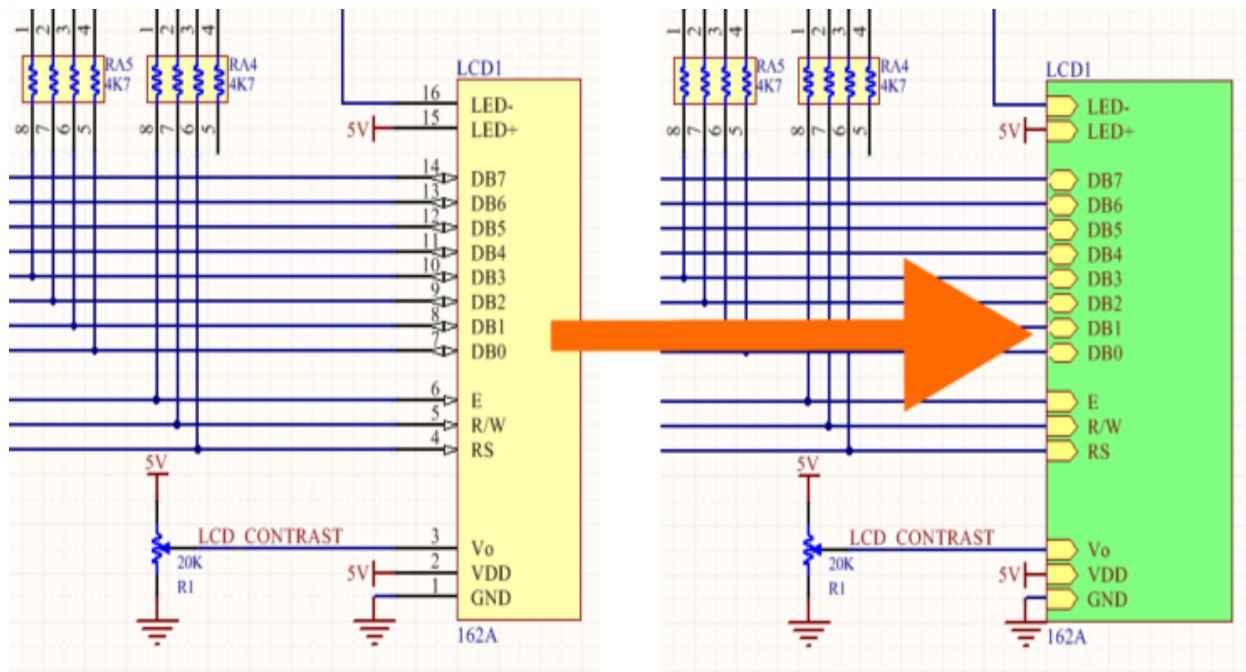 1 2 3 4 1 2 3 4
RA5
4K7
RA4
4K7
8 7 6 5 8 7 6 5
LCD1
16 LED-
5V 15 LED+
14 DB7
13 DB6
12 DB5
11 DB4
10 DB3
9 DB2
8 DB1
7 DB0
6 E
5 R/W
4 RS
5V
LCD CONTRAST 3 Vo
20K
R1
5V 2 VDD
1 GND
162A
1 2 3 4 1 2 3 4
RA5
4K7
RA4
4K7
8 7 6 5 8 7 6 5
LCD1
LED-
5V LED+
DB7
DB6
DB5
DB4
DB3
DB2
DB1
DB0
E
R/W
RS
5V
LCD CONTRAST Vo
20K
R1
5V VDD
GND
162A